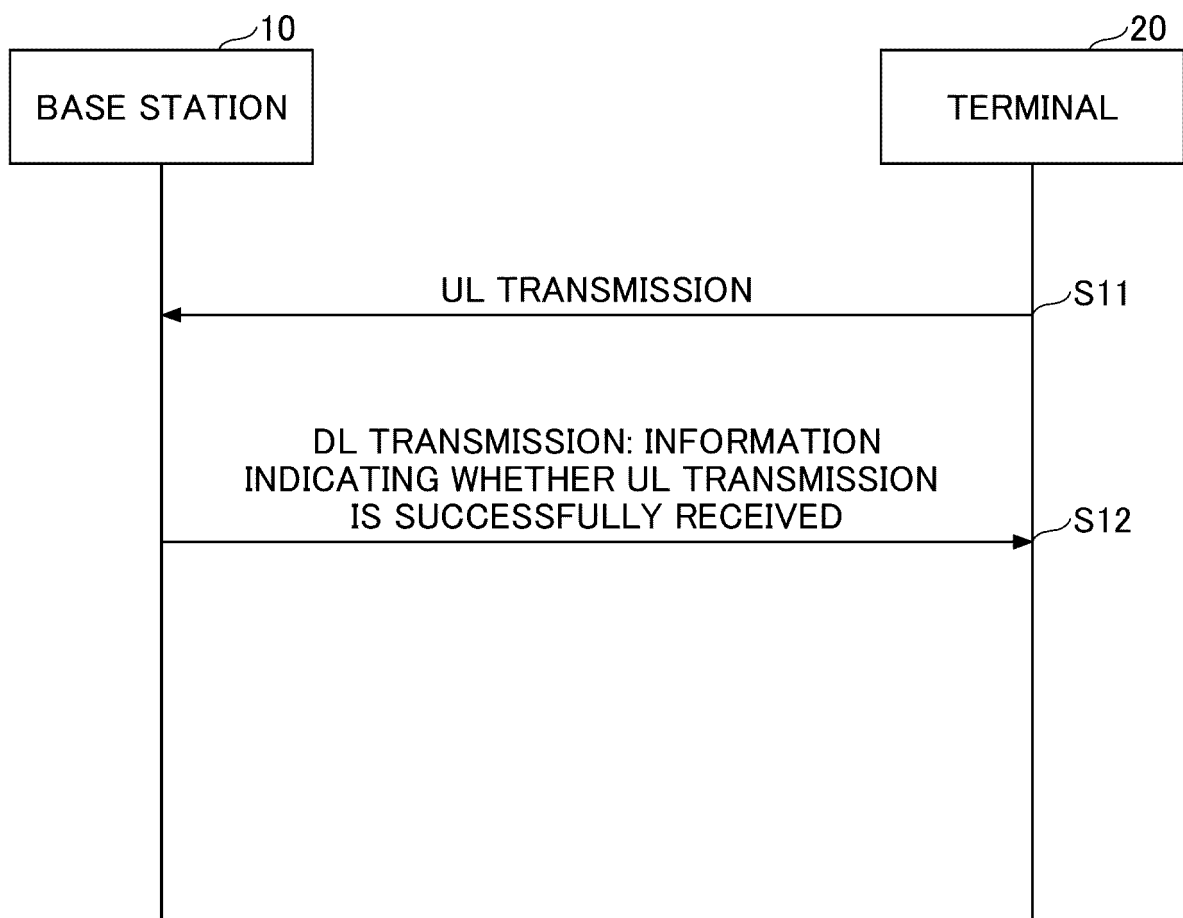 10
20
BASE STATION
TERMINAL
UL TRANSMISSION
S11
DL TRANSMISSION: INFORMATION
INDICATING WHETHER UL TRANSMISSION
IS SUCCESSFULLY RECEIVED
S12